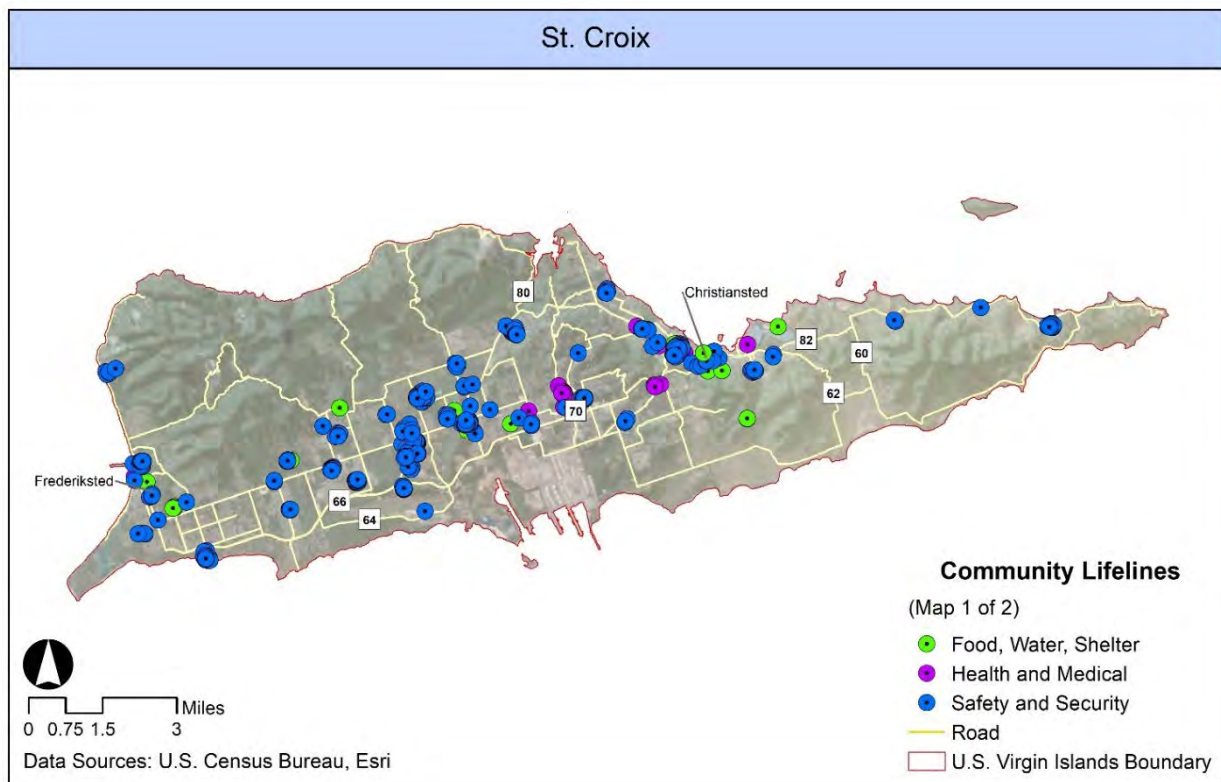 St. Croix
Christiansted
80
82
60
62
70
Frederiksted
66
64
Community Lifelines
(Map 1 of 2)
Food, Water, Shelter
Health and Medical
Safety and Security
Road
U.S. Virgin Islands Boundary
Miles
0 0.75 1.5 3
Data Sources: U.S. Census Bureau, Esri